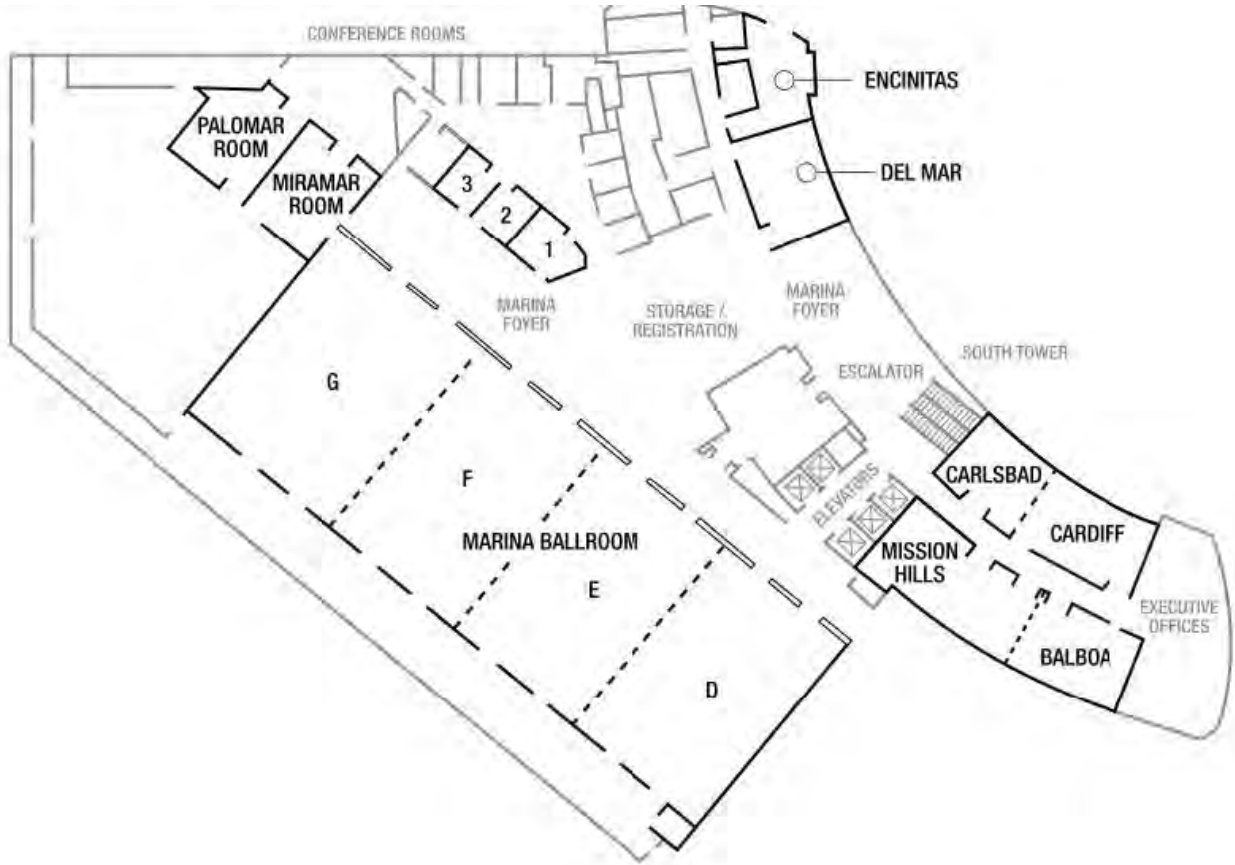 CONFERENCE ROOMS
ENCINITAS
PALOMAR
ROOM
DEL MAR
MIRAMAR
ROOM
3
2
1
MARINA
FOYER
STORAGE /
REGISTRATION
MARINA
FOYER
SOUTH TOWER
ESCALATOR
G
F
CARLSBAD
ELEVATORS
CARDIFF
MARINA BALLROOM
MISSION
HILLS
E
EXECUTIVE
OFFICES
BALBOA
D